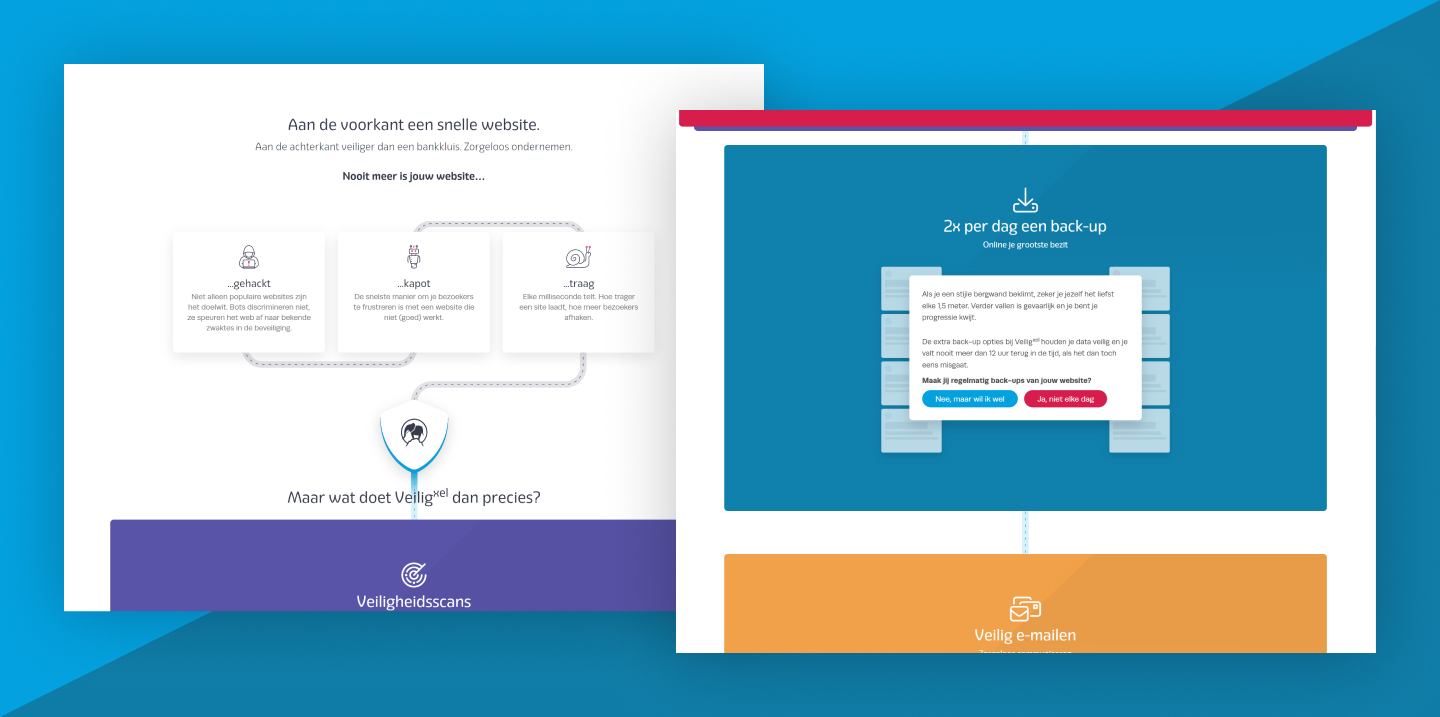 Aan de voorkant een snelle website.
Aan de achterkant veiliger dan een bankkluis. Zorgeloos ondernemen.
Nooit meer is jouw website...
...gehackt
Niet alleen populaire websites zijn
het doelwit. Bots discrimineren niet,
ze speuren het web af naar bekende
zwaktes in de beveiliging.
...kapot
De snelste manier om je bezoekers
te frustreren is met een website die
niet (goed) werkt.
...traag
Elke milliseconde telt. Hoe trager
een site laadt, hoe meer bezoekers
afhaken.
Maar wat doet Veiligxel dan precies?
Veiligheidsscans
2x per dag een back-up
Online je grootste bezit
Als je een stijle bergwand beklimt, zeker je jezelf het liefst
elke 1,5 meter. Verder vallen is gevaarlijk en je bent je
progressie kwijt.
De extra back-up opties bij Veiligxel houden je data veilig en je
valt nooit meer dan 12 uur terug in de tijd, als het dan toch
eens misgaat.
Maak jij regelmatig back-ups van jouw website?
Nee, maar wil ik wel
Ja, niet elke dag
Veilig e-mailen